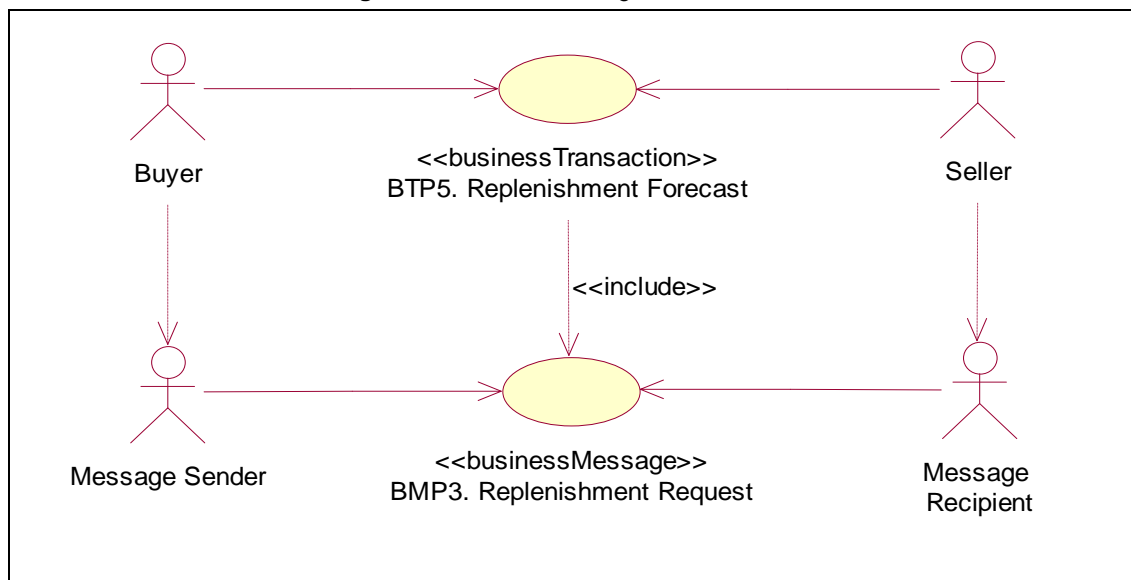 <<businessTransaction>>
Buyer
BTP5. Replenishment Forecast
Seller
<<include>>
Message Sender
<<businessMessage>>
BMP3. Replenishment Request
Message
Recipient